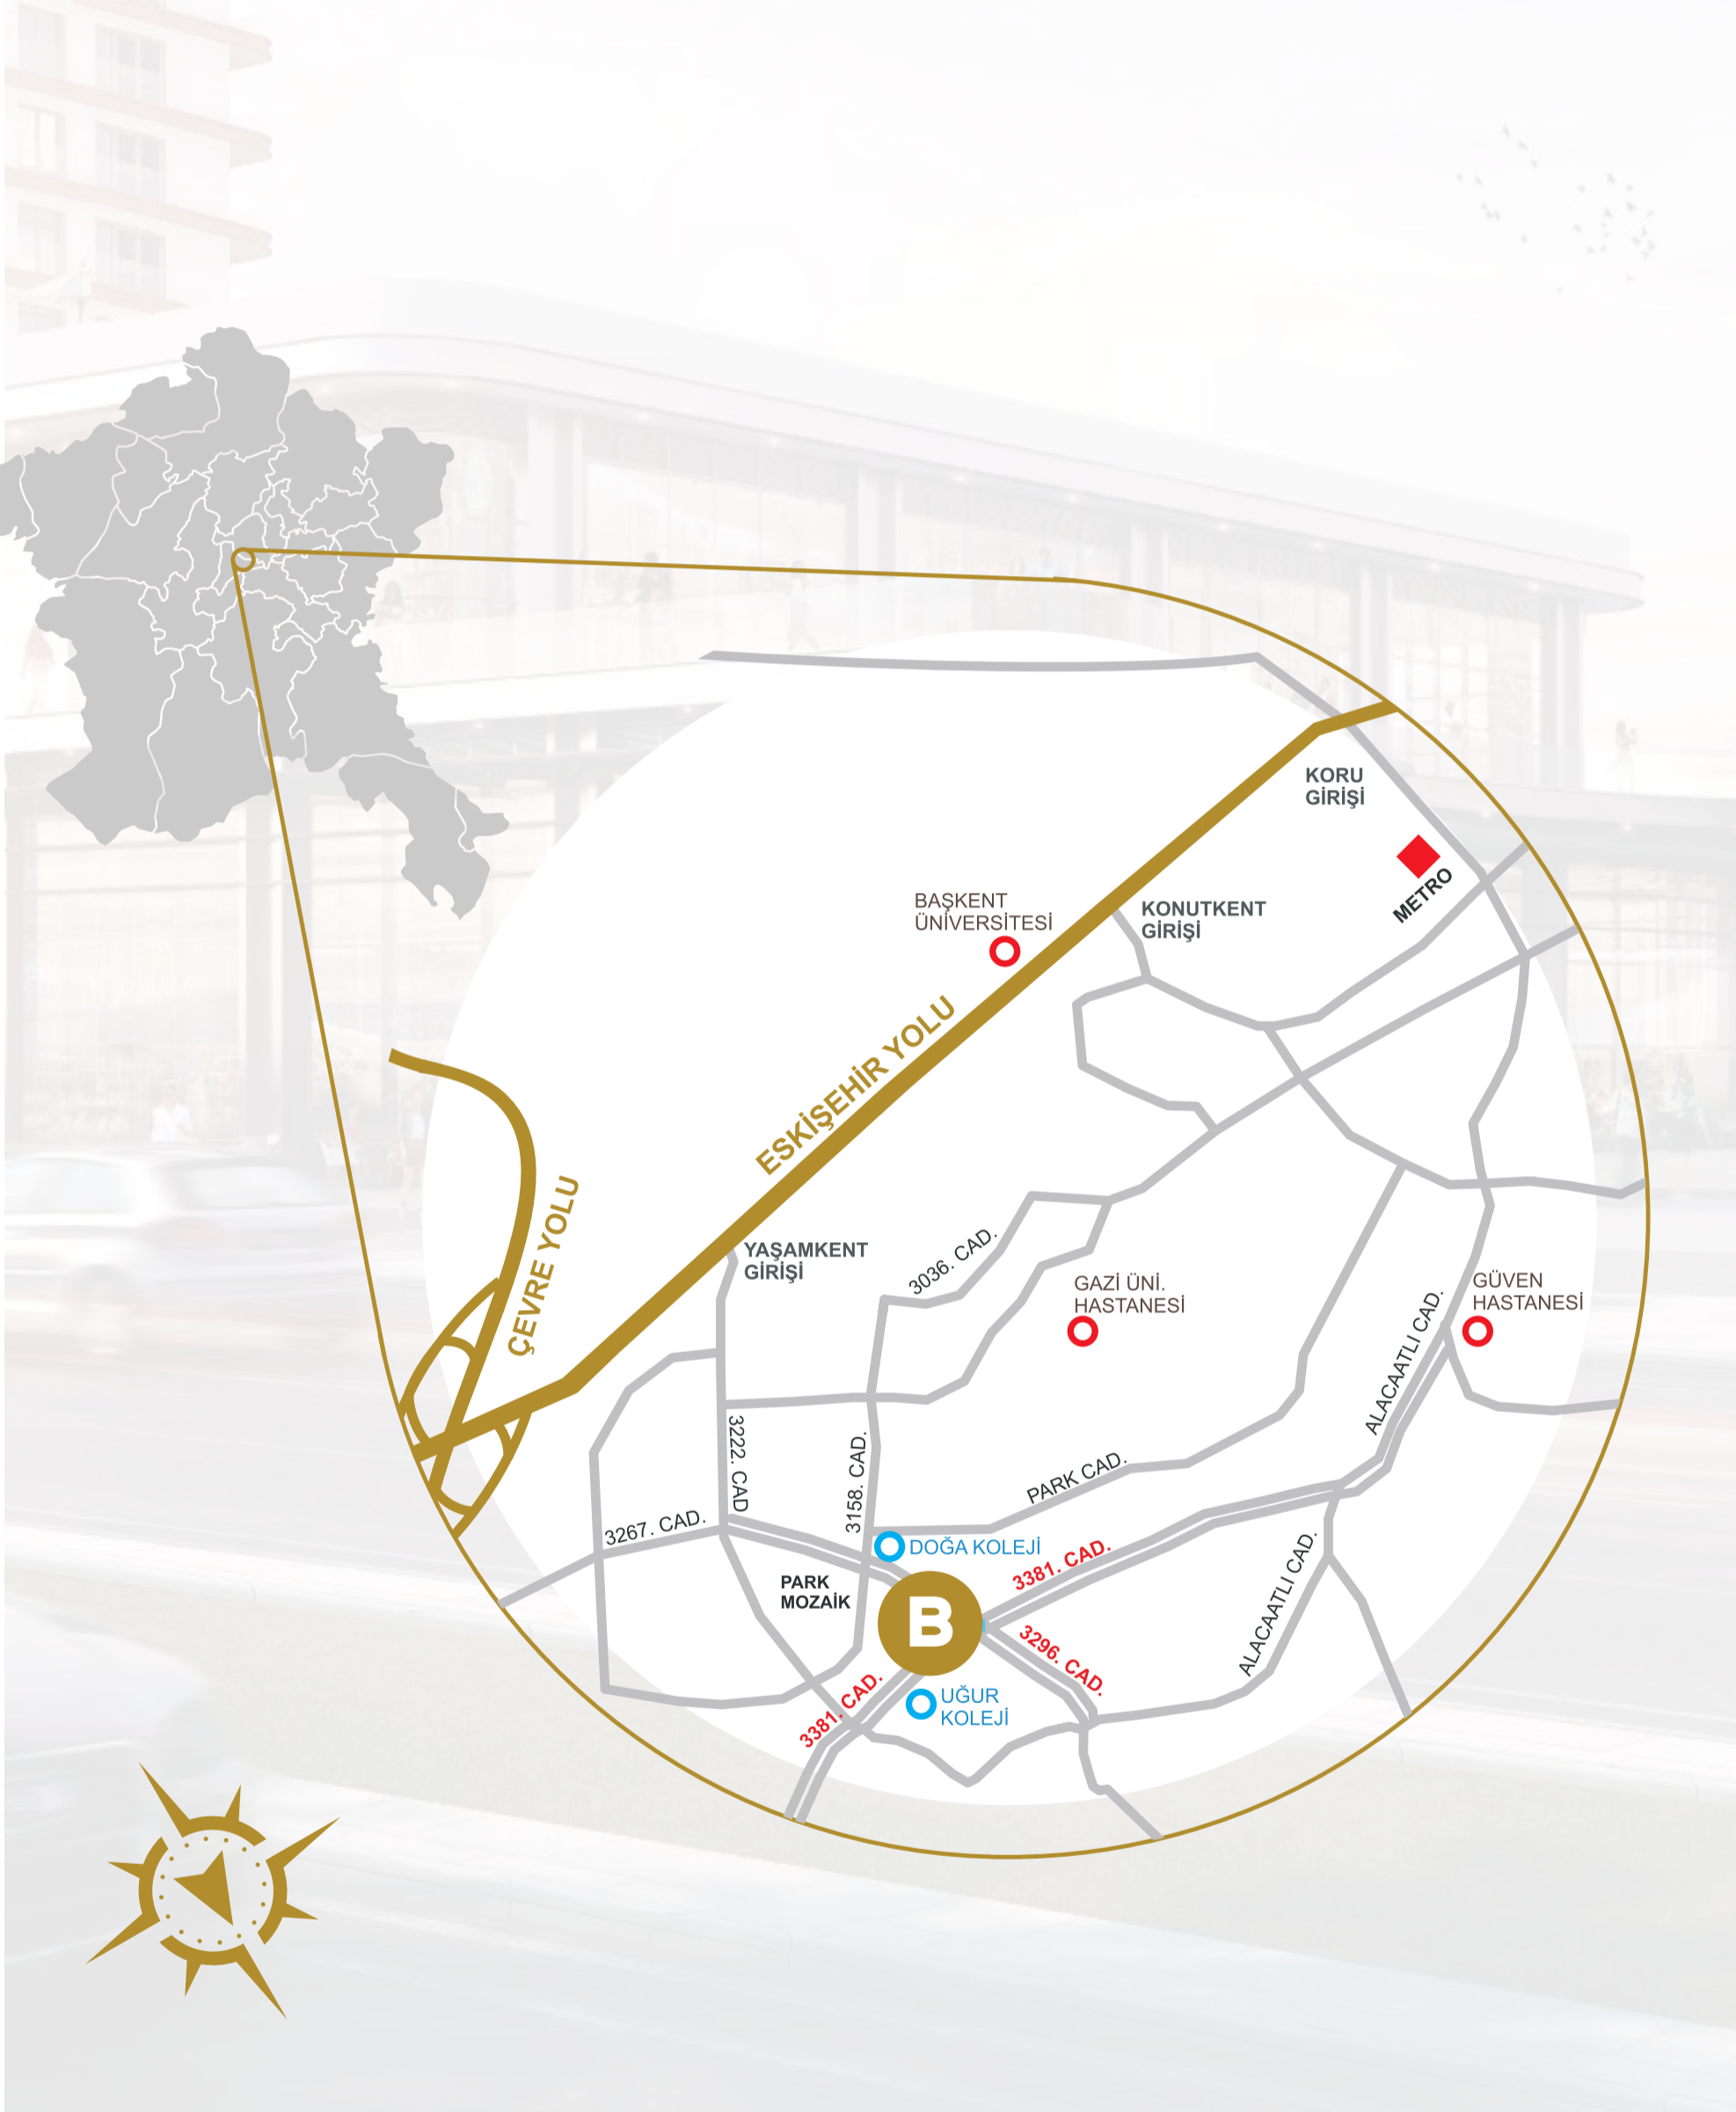 KORU
GİRİŞİ
METRO
BAŞKENT
ÜNİVERSİTESİ
KONUTKENT
GİRİŞİ
ESKİŞEHİR YOLU
ÇEVRE YOLU
YAŞAMKENT
GİRİŞİ
3036. CAD.
GAZİ ÜNİ.
HASTANESİ
GÜVEN
HASTANESİ
ALACAATLI CAD.
3222. CAD
3158. CAD.
PARK CAD.
3267. CAD.
DOĞA KOLEJİ
3381. CAD.
PARK
MOZAİK
B
ALACAATLI CAD.
3296. CAD.
3381. CAD.
UĞUR
KOLEJİ